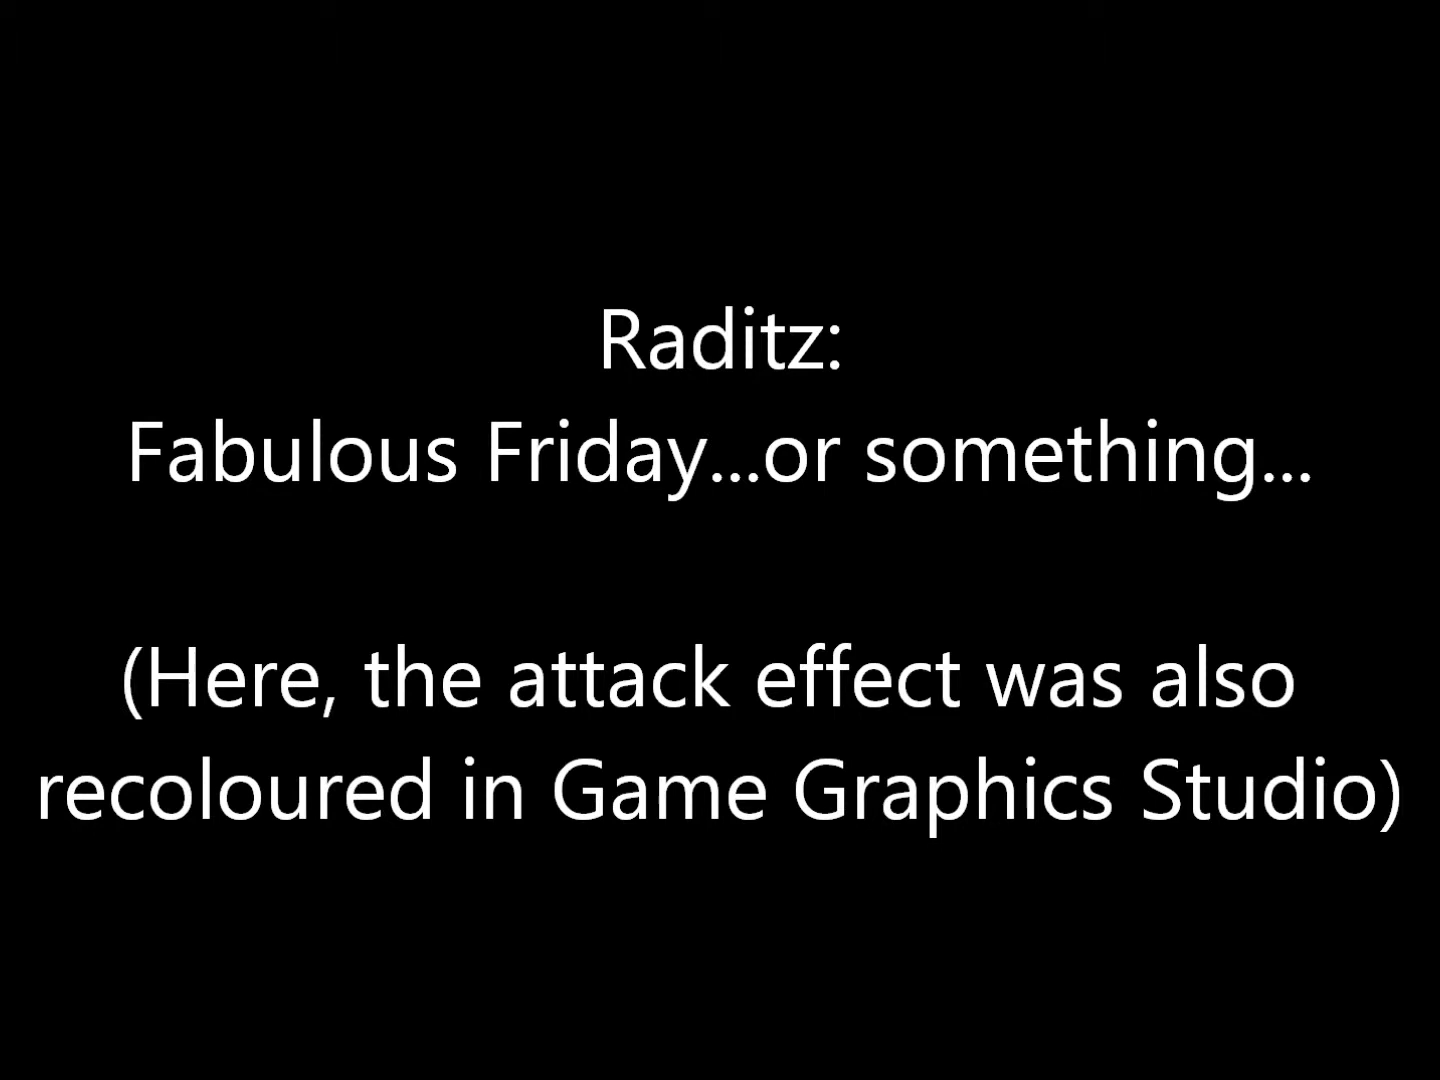 Raditz:
Fabulous Friday...or something...
(Here, the attack effect was also
recoloured in Game Graphics Studio)